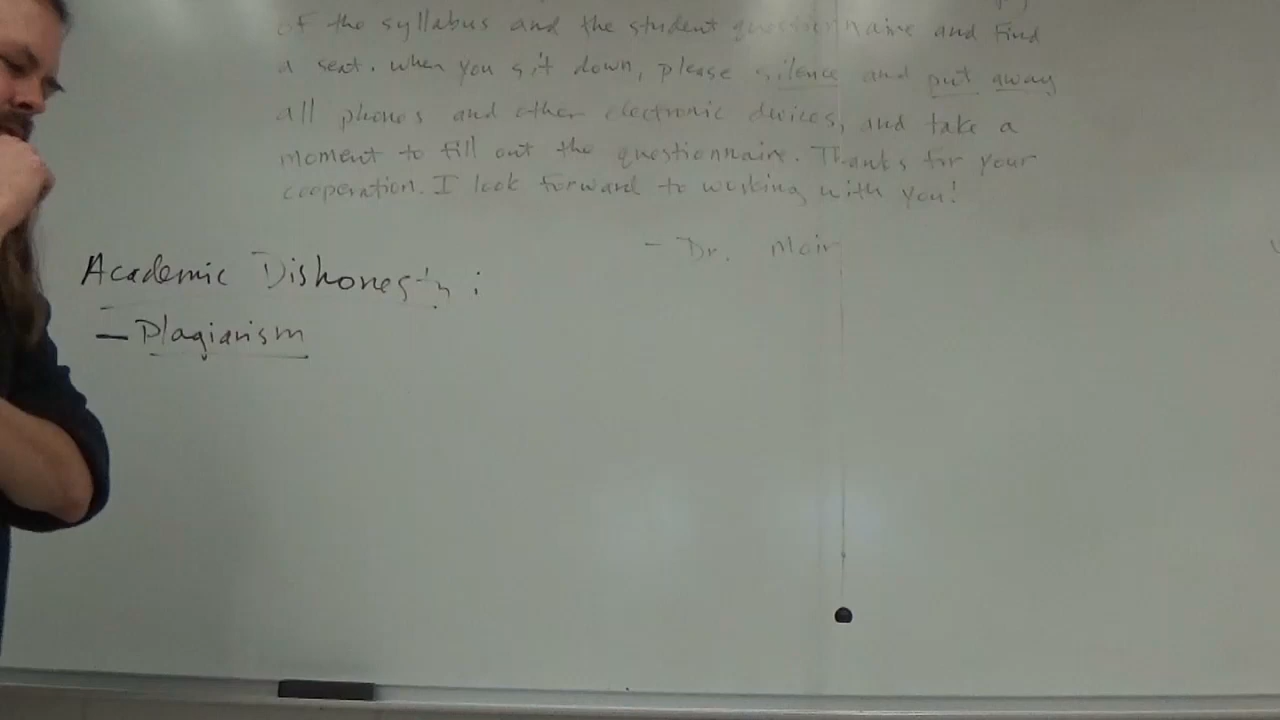 of the syllabus and the student questionnaire and find
a seat. When you sit down, please silence and put away
all phones and other electronic devices, and take a
moment to fill out the questionnaire. Thanks for your
cooperation. I look forward to working with you!
- Dr. Moir
Academic Dishonesty:
- Plagiarism